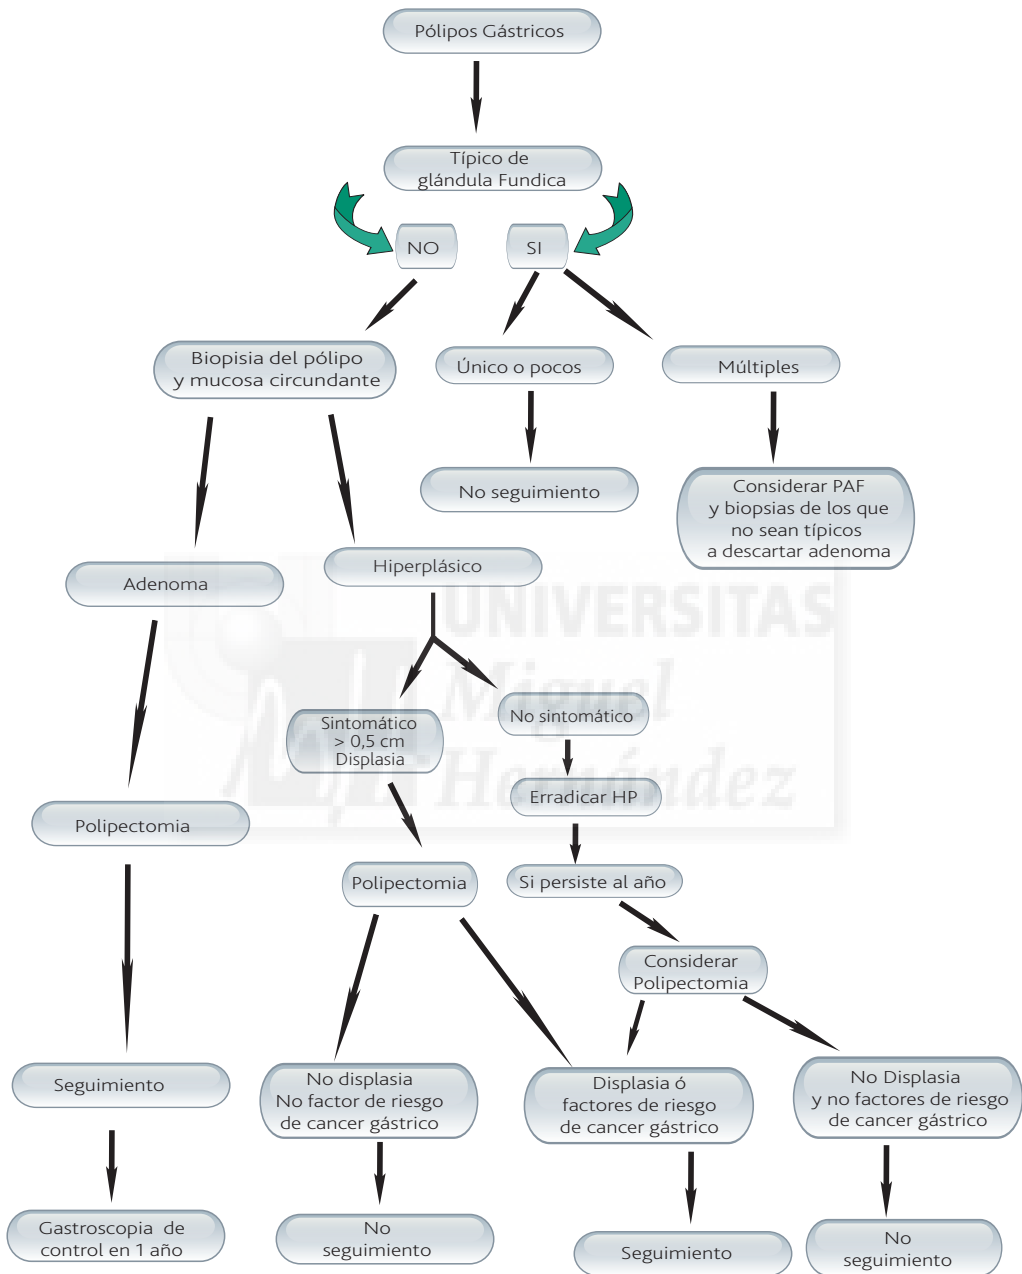 Pólipos Gástricos
Típico de
glándula Fundica
NO
SI
Biopisia del pólipo
y mucosa circundante
Único o pocos
Múltiples
No seguimiento
Considerar PAF
y biopsias de los que
no sean típicos
a descartar adenoma
Adenoma
Hiperplásico
UNIVERSITAS
Miguel
Hernández
Sintomático
> 0,5 cm
Displasia
No sintomático
Erradicar HP
Polipectomia
Polipectomia
Si persiste al año
Considerar
Polipectomia
Seguimiento
No displasia
No factor de riesgo
de cancer gástrico
Displasia ó
factores de riesgo
de cancer gástrico
No Displasia
y no factores de riesgo
de cancer gástrico
Gastroscopia de
control en 1 año
No
seguimiento
Seguimiento
No
seguimiento